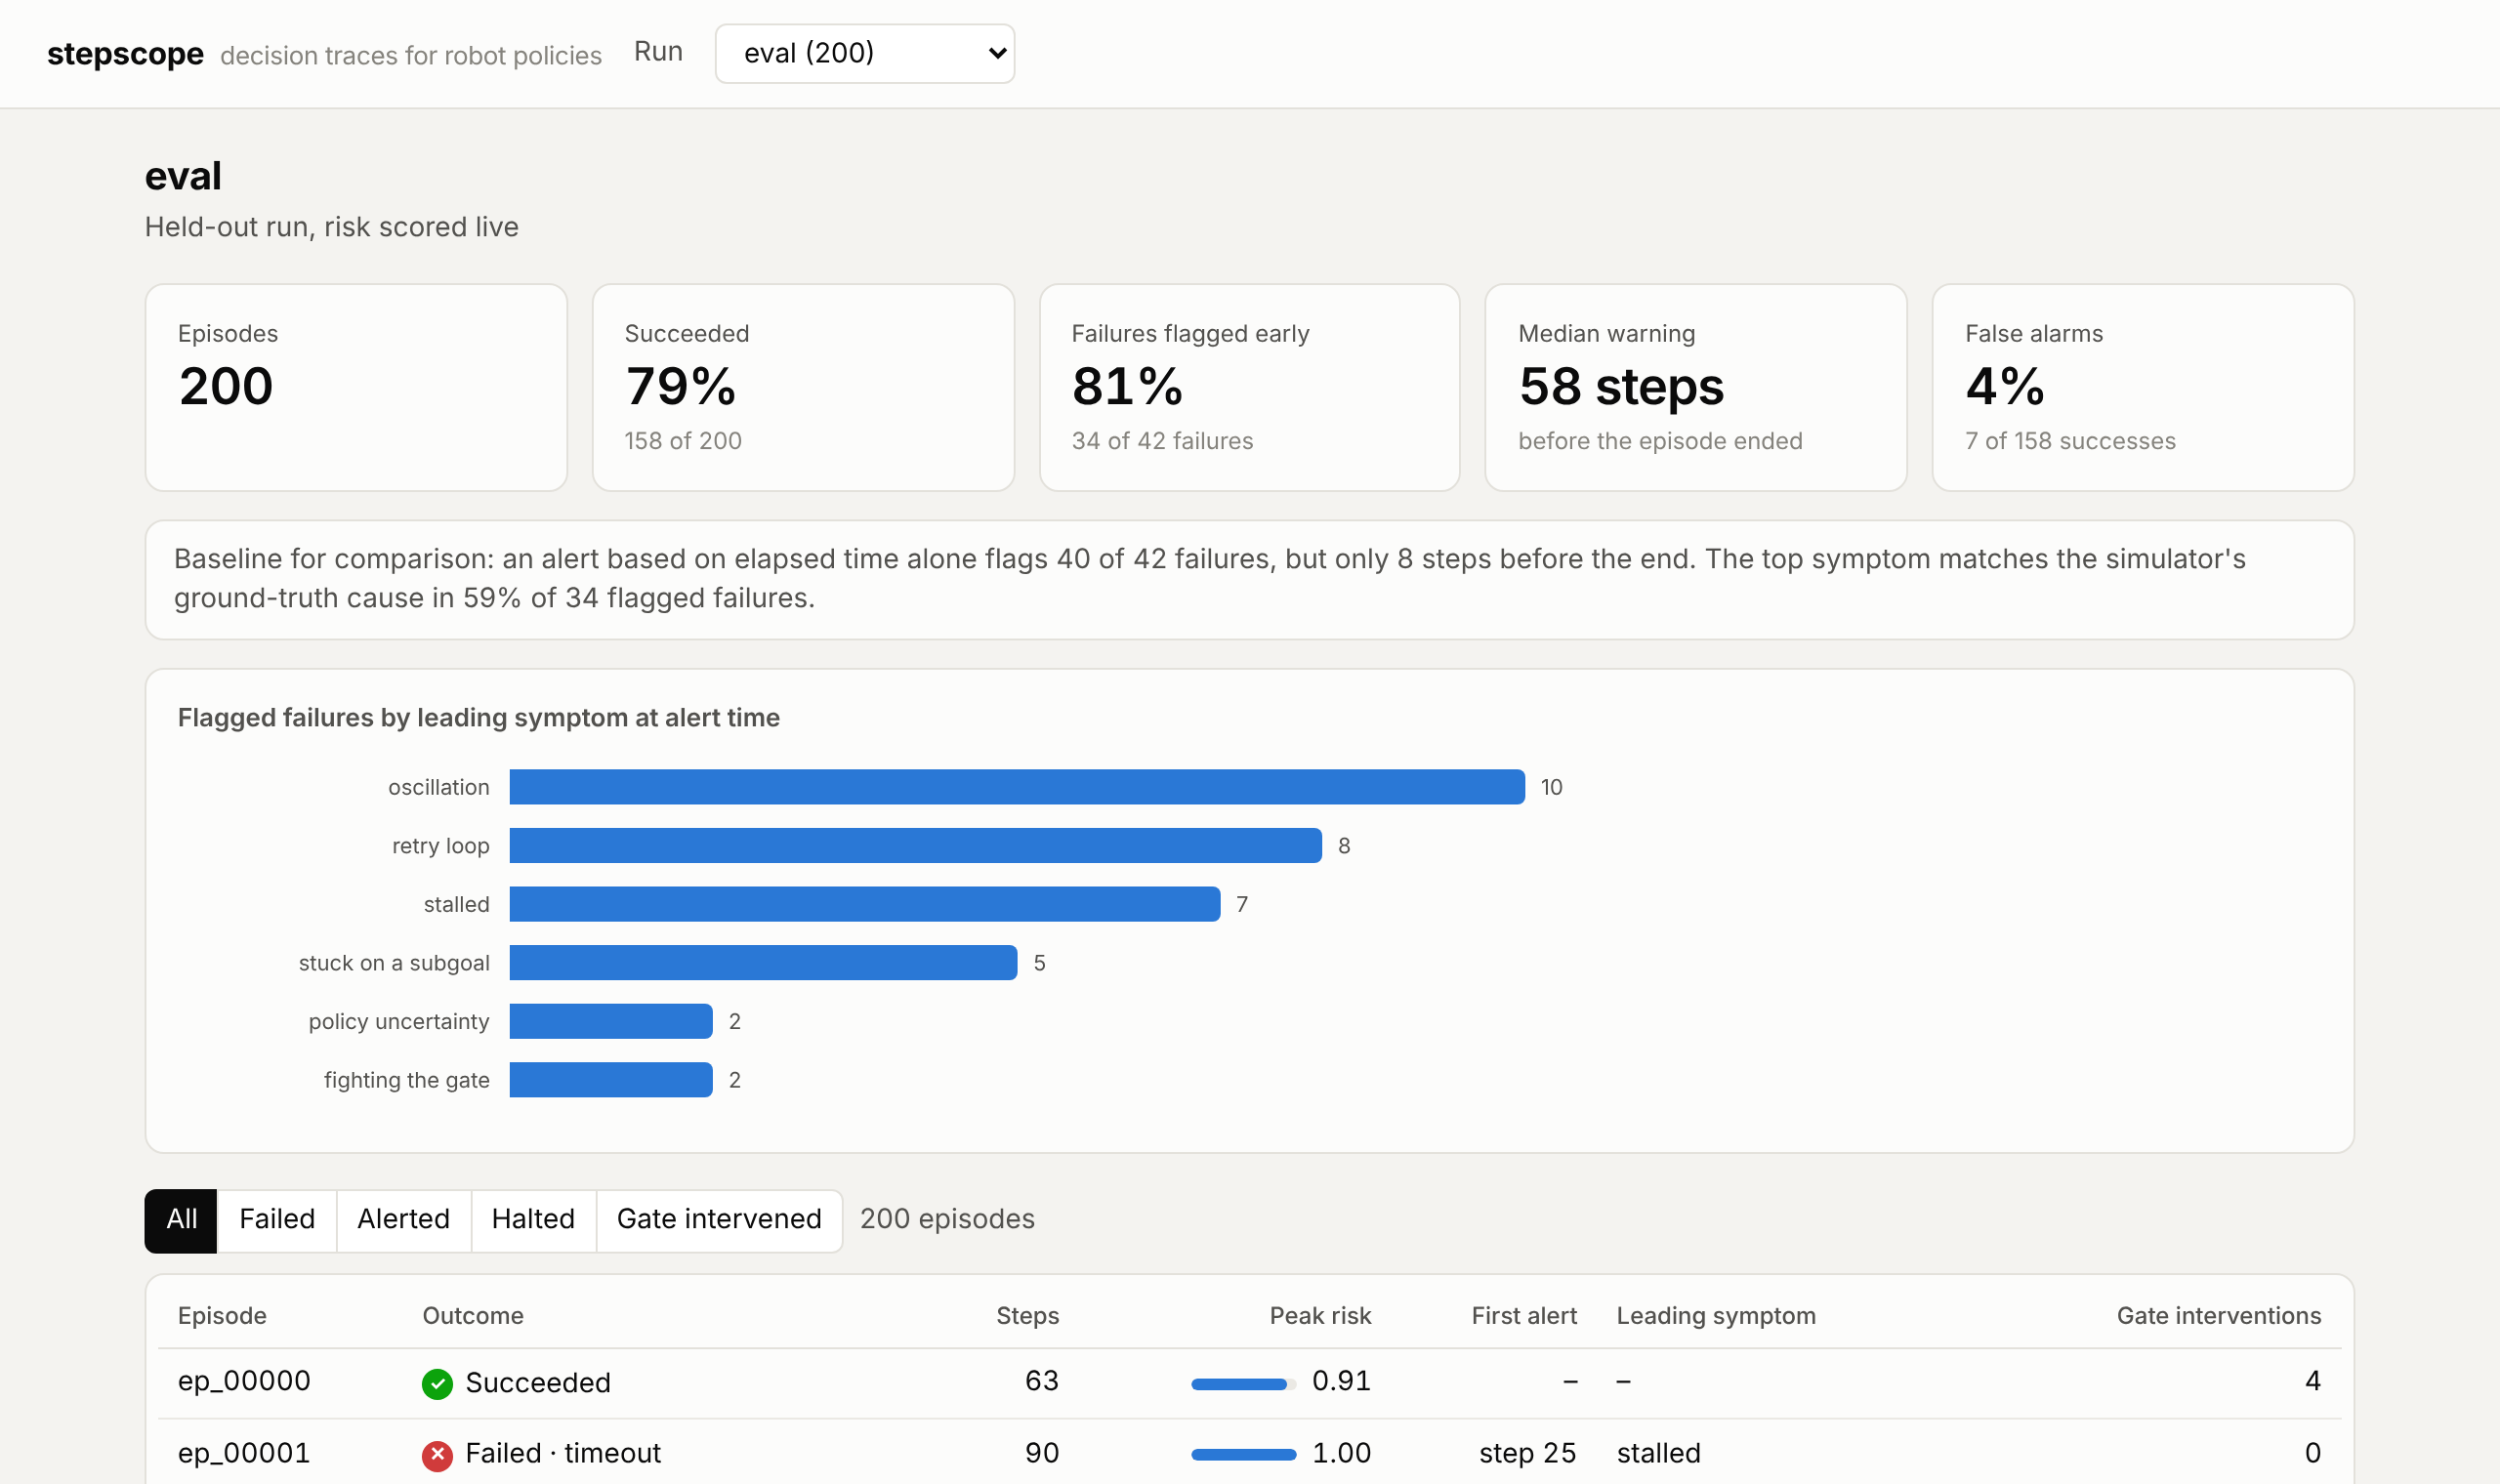 stepscope decision traces for robot policies Run eval (200)
eval
Held-out run, risk scored live
Episodes
200
Succeeded
79%
158 of 200
Failures flagged early
81%
34 of 42 failures
Median warning
58 steps
before the episode ended
False alarms
4%
7 of 158 successes
Baseline for comparison: an alert based on elapsed time alone flags 40 of 42 failures, but only 8 steps before the end. The top symptom matches the simulator's
ground-truth cause in 59% of 34 flagged failures.
Flagged failures by leading symptom at alert time
oscillation 10
retry loop 8
stalled 7
stuck on a subgoal 5
policy uncertainty 2
fighting the gate 2
All Failed Alerted Halted Gate intervened 200 episodes
Episode Outcome Steps Peak risk First alert Leading symptom Gate interventions
ep_00000 Succeeded 63 0.91 – – 4
ep_00001 Failed · timeout 90 1.00 step 25 stalled 0